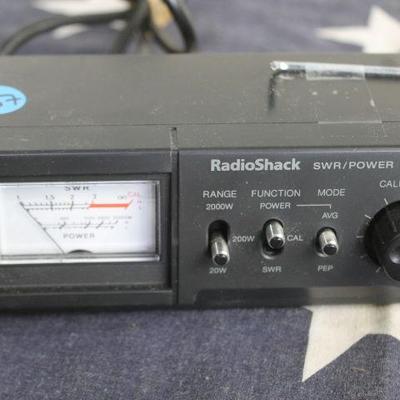 RadioShack SWR/POWER
RANGE FUNCTION MODE
2000W POWER
AVG
200W CAL
20W SWR PEP
SWR
1 1.5 2 3 ∞ CAL
POWER